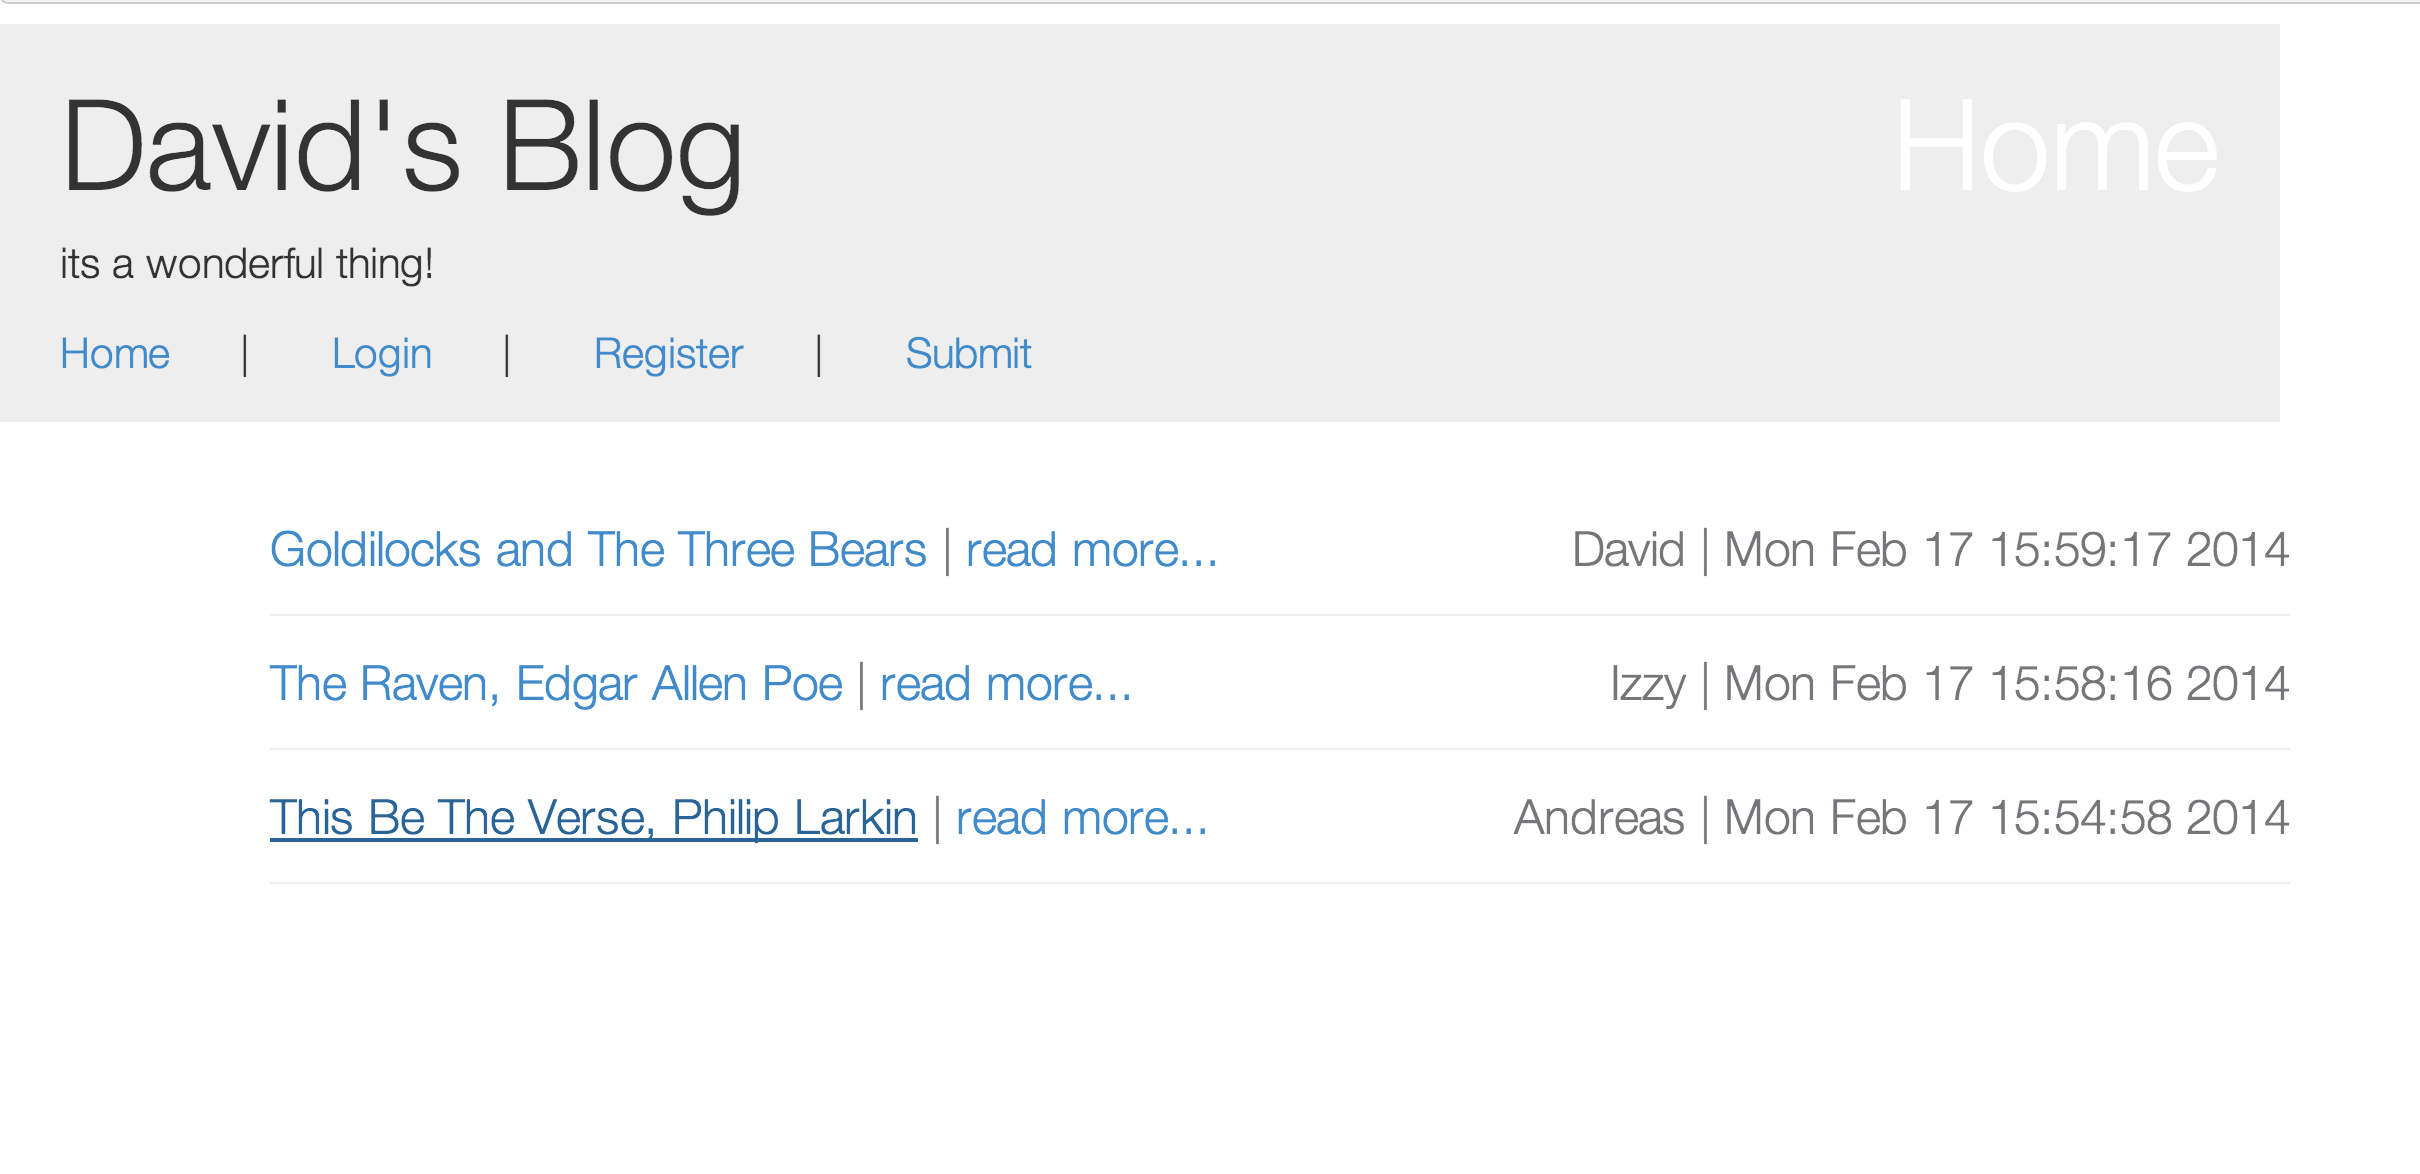 David's Blog Home
its a wonderful thing!
Home | Login | Register | Submit
Goldilocks and The Three Bears | read more... David | Mon Feb 17 15:59:17 2014
The Raven, Edgar Allen Poe | read more... Izzy | Mon Feb 17 15:58:16 2014
This Be The Verse, Philip Larkin | read more... Andreas | Mon Feb 17 15:54:58 2014